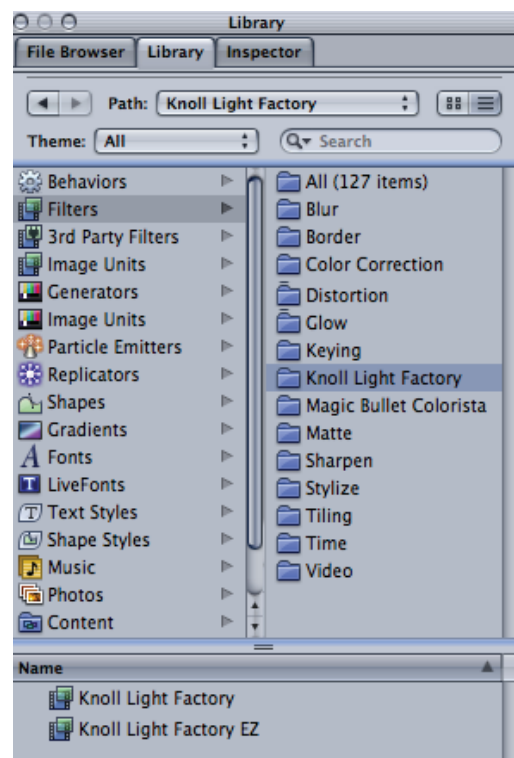 Library
File Browser Library Inspector
Path: Knoll Light Factory
Theme: All Search
Behaviors
Filters
3rd Party Filters
Image Units
Generators
Image Units
Particle Emitters
Replicators
Shapes
Gradients
Fonts
LiveFonts
Text Styles
Shape Styles
Music
Photos
Content
All (127 items)
Blur
Border
Color Correction
Distortion
Glow
Keying
Knoll Light Factory
Magic Bullet Colorista
Matte
Sharpen
Stylize
Tiling
Time
Video
Name
Knoll Light Factory
Knoll Light Factory EZ